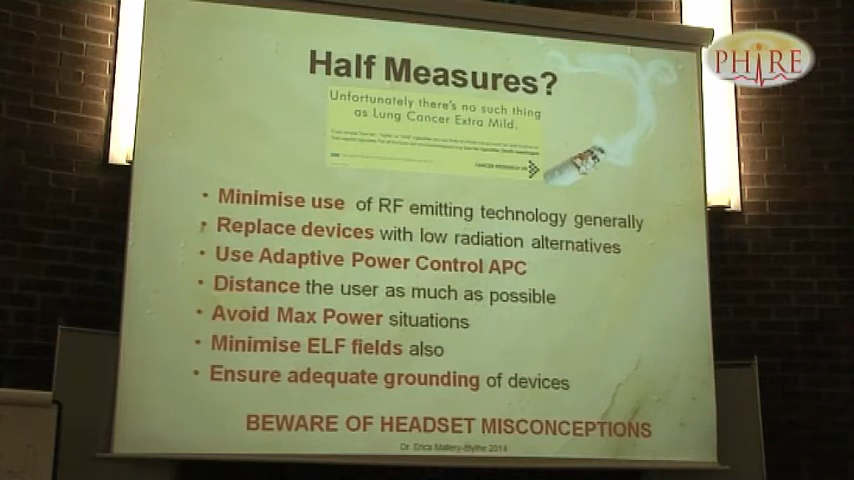 PHIRE
Half Measures?
Unfortunately there's no such thing
as Lung Cancer Extra Mild.
CANCER RESEARCH UK
• Minimise use of RF emitting technology generally
• Replace devices with low radiation alternatives
• Use Adaptive Power Control APC
• Distance the user as much as possible
• Avoid Max Power situations
• Minimise ELF fields also
• Ensure adequate grounding of devices
BEWARE OF HEADSET MISCONCEPTIONS
Dr. Erica Mallery-Blythe 2014